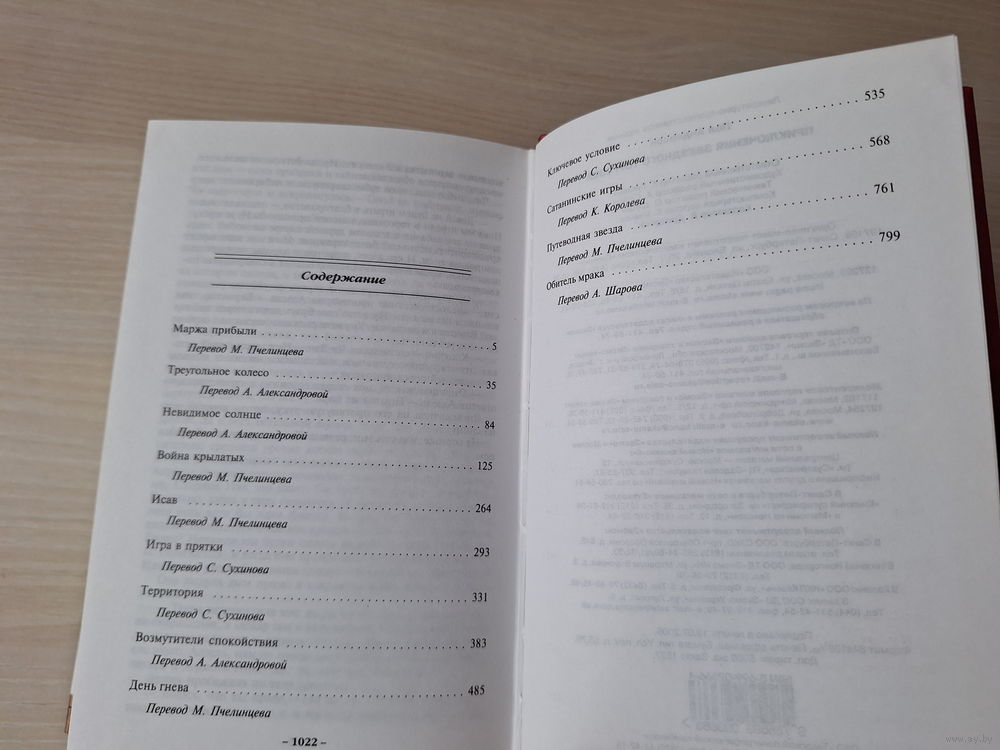 Содержание
Маржа прибыли . . . . . . . . . . . . . . . . . . . . . . . . . . . . 5
Перевод М. Пчелинцева
Треугольное колесо . . . . . . . . . . . . . . . . . . . . . . . . . 35
Перевод А. Александровой
Невидимое солнце . . . . . . . . . . . . . . . . . . . . . . . . . . 84
Перевод А. Александровой
Война крылатых . . . . . . . . . . . . . . . . . . . . . . . . . . . 125
Перевод М. Пчелинцева
Исав . . . . . . . . . . . . . . . . . . . . . . . . . . . . . . . . 264
Перевод М. Пчелинцева
Игра в прятки . . . . . . . . . . . . . . . . . . . . . . . . . . . 293
Перевод С. Сухинова
Территория . . . . . . . . . . . . . . . . . . . . . . . . . . . . . 331
Перевод С. Сухинова
Возмутители спокойствия . . . . . . . . . . . . . . . . . . . . . 383
Перевод А. Александровой
День гнева . . . . . . . . . . . . . . . . . . . . . . . . . . . . . 485
Перевод М. Пчелинцева
– 1022 –
Ключевое условие . . . . . . . . . . . . . . . . . . . . . . . . . . 535
Перевод С. Сухинова
Сатанинские игры . . . . . . . . . . . . . . . . . . . . . . . . . . 568
Перевод К. Королева
Путеводная звезда . . . . . . . . . . . . . . . . . . . . . . . . . 761
Перевод М. Пчелинцева
Обитель мрака . . . . . . . . . . . . . . . . . . . . . . . . . . . 799
Перевод А. Шарова
www.ay.by